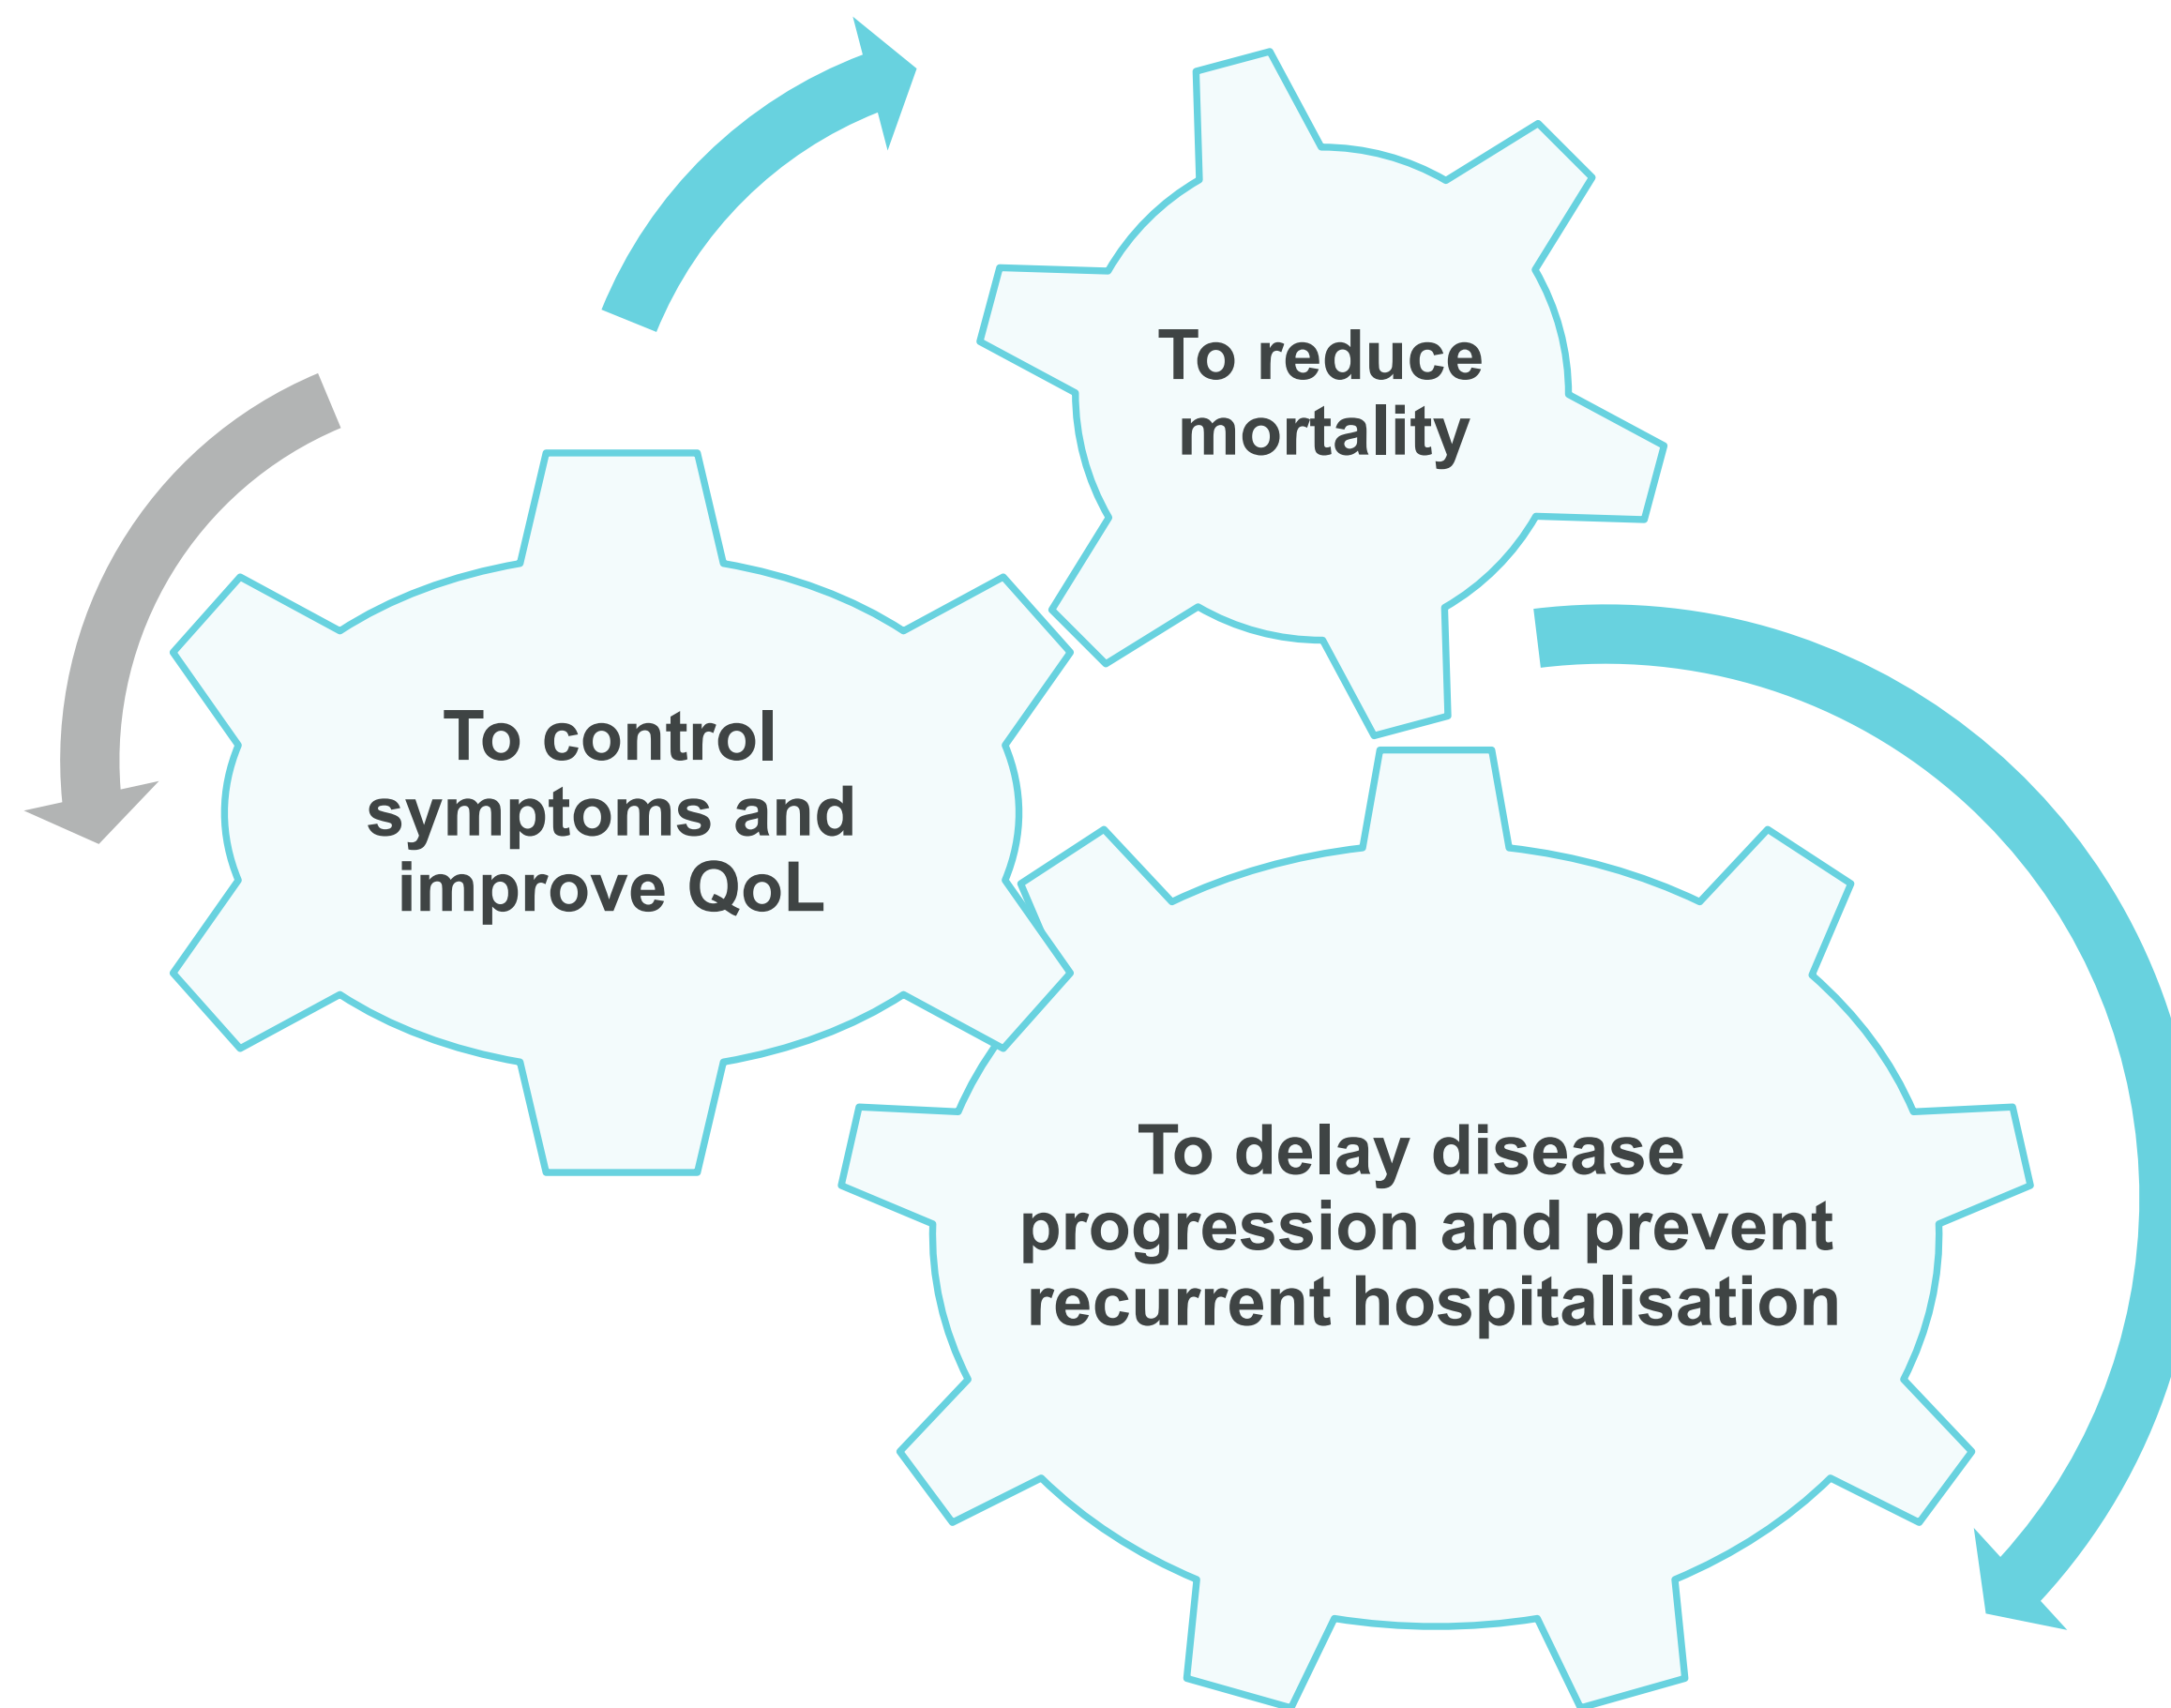 To reduce
mortality
To control
symptoms and
improve QoL
To delay disease
progression and prevent
recurrent hospitalisation